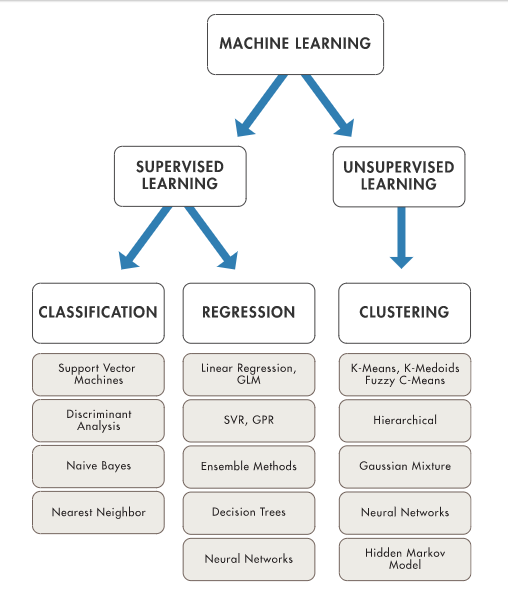 MACHINE LEARNING
SUPERVISED
LEARNING
UNSUPERVISED
LEARNING
CLASSIFICATION
Support Vector
Machines
Discriminant
Analysis
Naive Bayes
Nearest Neighbor
REGRESSION
Linear Regression,
GLM
SVR, GPR
Ensemble Methods
Decision Trees
Neural Networks
CLUSTERING
K-Means, K-Medoids
Fuzzy C-Means
Hierarchical
Gaussian Mixture
Neural Networks
Hidden Markov
Model